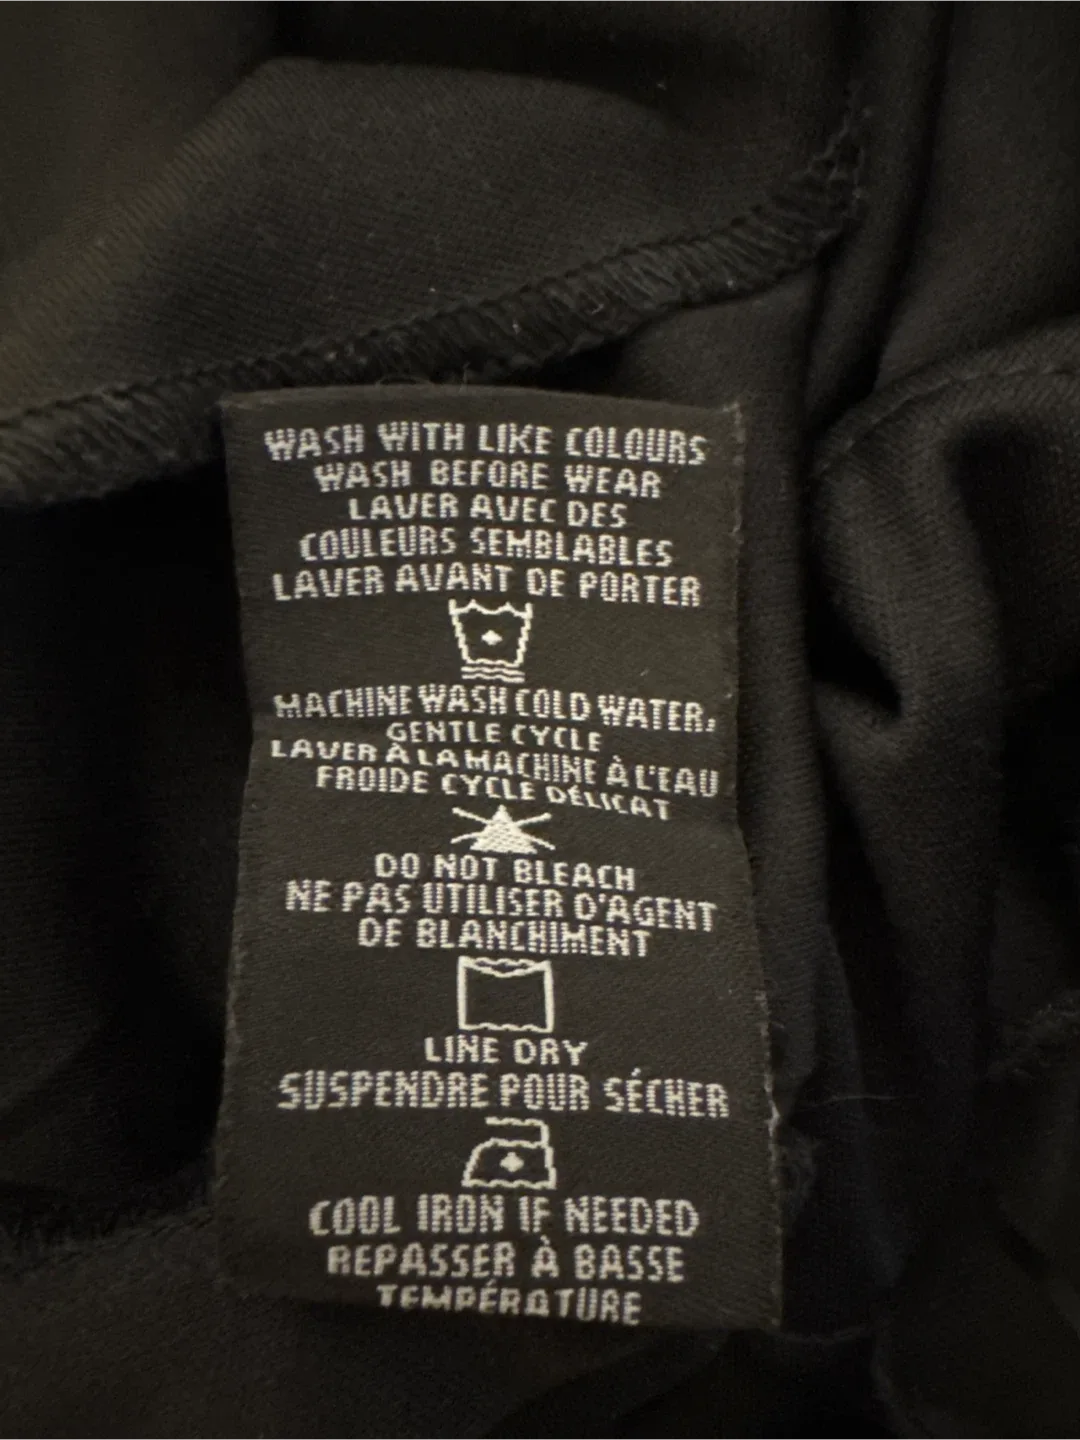 WASH WITH LIKE COLOURS
WASH BEFORE WEAR
LAVER AVEC DES
COULEURS SEMBLABLES
LAVER AVANT DE PORTER
MACHINE WASH COLD WATER,
GENTLE CYCLE
LAVER À LA MACHINE À L'EAU
FROIDE CYCLE DÉLICAT
DO NOT BLEACH
NE PAS UTILISER D'AGENT
DE BLANCHIMENT
LINE DRY
SUSPENDRE POUR SÉCHER
COOL IRON IF NEEDED
REPASSER À BASSE
TEMPÉRATURE